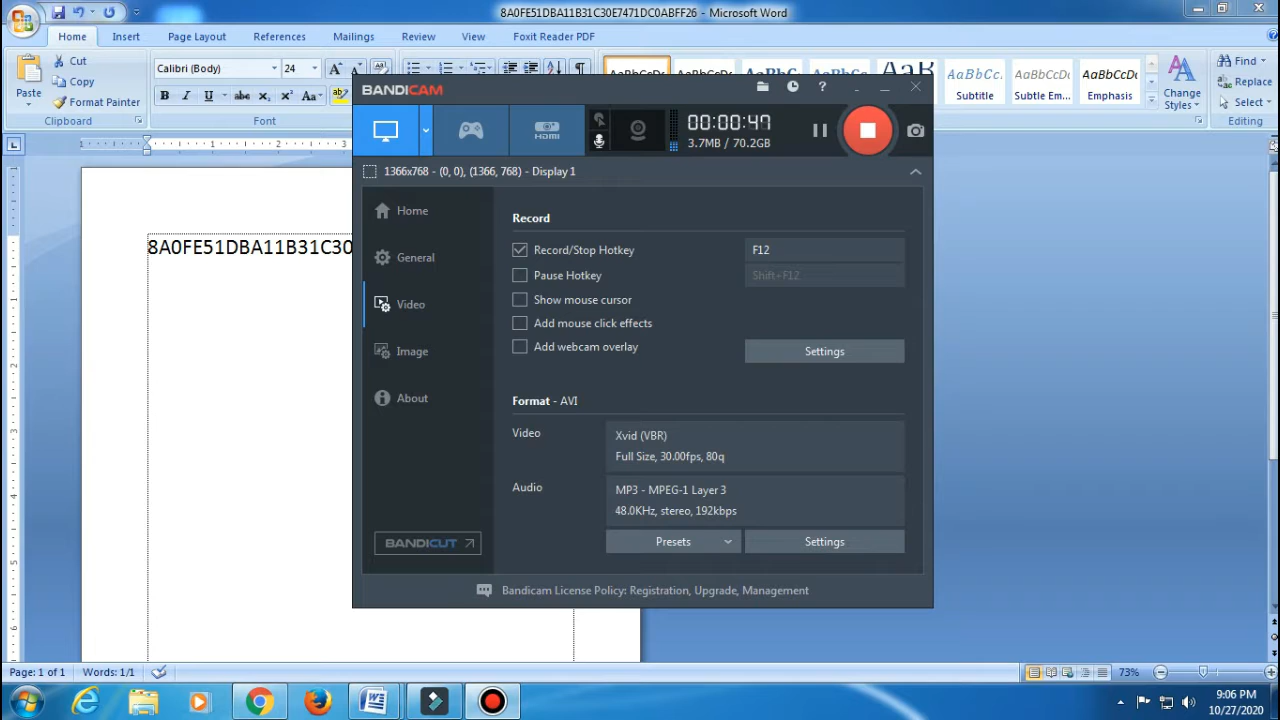 8A0FE51DBA11B31C30E7471DC0ABFF26 - Microsoft Word
Home Insert Page Layout References Mailings Review View Foxit Reader PDF
Paste
Cut
Copy
Format Painter
Clipboard
Calibri (Body) 24
B I U abc x₂ x² Aa ab
Font
Subtitle
Subtle Em...
Emphasis
Change Styles
Find
Replace
Select
Editing
8A0FE51DBA11B31C30
BANDICAM
HDMI
00:00:47
3.7MB / 70.2GB
1366x768 - (0, 0), (1366, 768) - Display 1
Home
General
Video
Image
About
BANDICUT
Record
Record/Stop Hotkey F12
Pause Hotkey Shift+F12
Show mouse cursor
Add mouse click effects
Add webcam overlay
Settings
Format - AVI
Video
Xvid (VBR)
Full Size, 30.00fps, 80q
Audio
MP3 - MPEG-1 Layer 3
48.0KHz, stereo, 192kbps
Presets
Settings
Bandicam License Policy: Registration, Upgrade, Management
Page: 1 of 1 Words: 1/1 73%
9:06 PM
10/27/2020